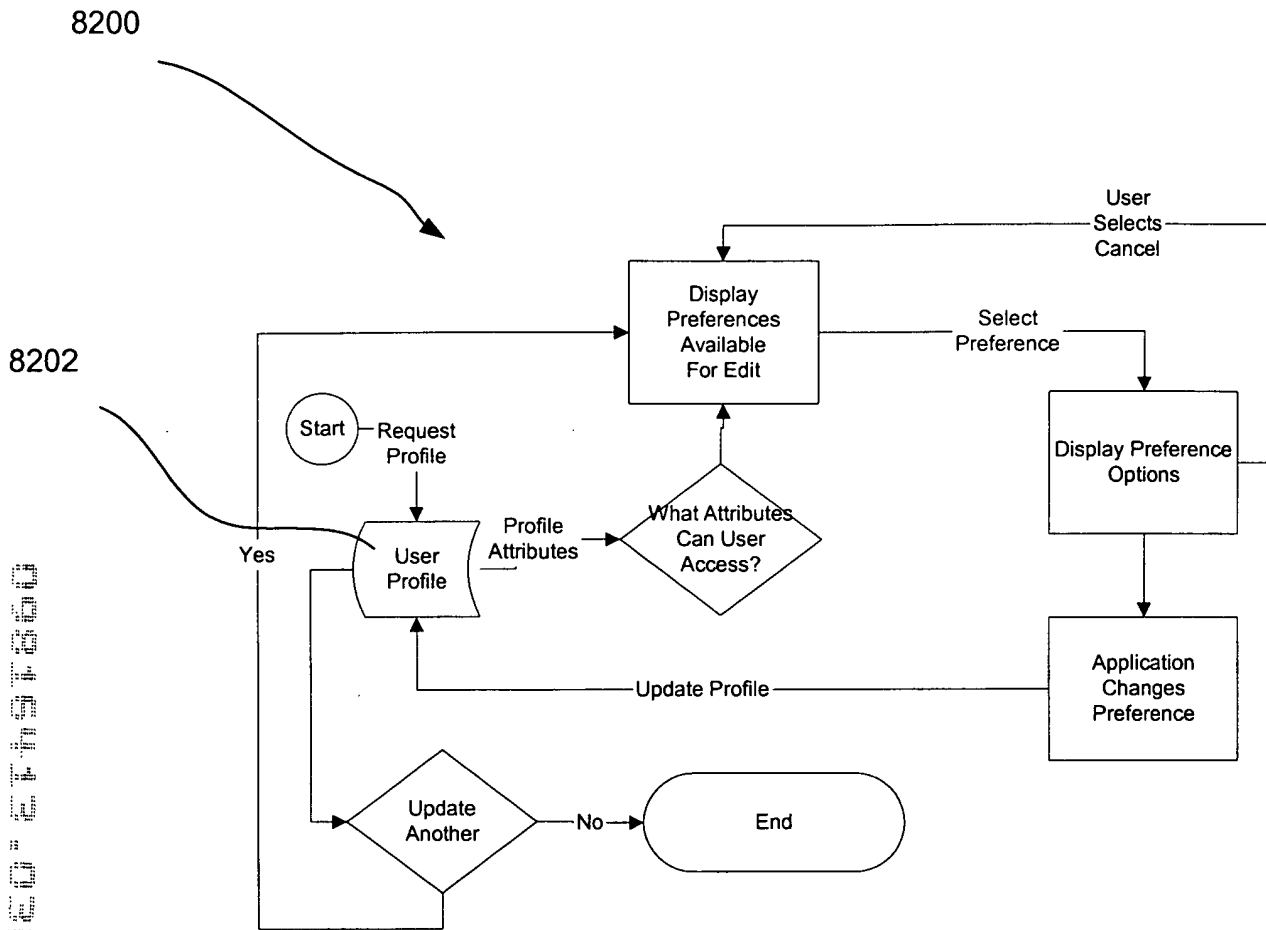 8200
User
Selects
Cancel
Display
Preferences
Available
For Edit
Select
Preference
8202
Start
Request
Profile
Display Preference
Options
What Attributes
Can User
Access?
Profile
Attributes
User
Profile
Yes
Application
Changes
Preference
Update Profile
Update
Another
No
End